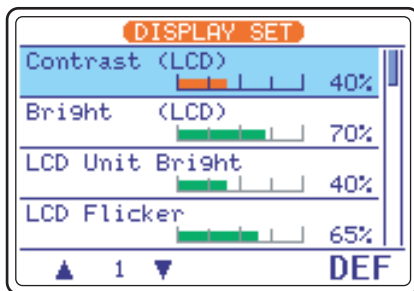 DISPLAY SET
Contrast (LCD)
40%
Bright (LCD)
70%
LCD Unit Bright
40%
LCD Flicker
65%
▲ 1 ▼ DEF